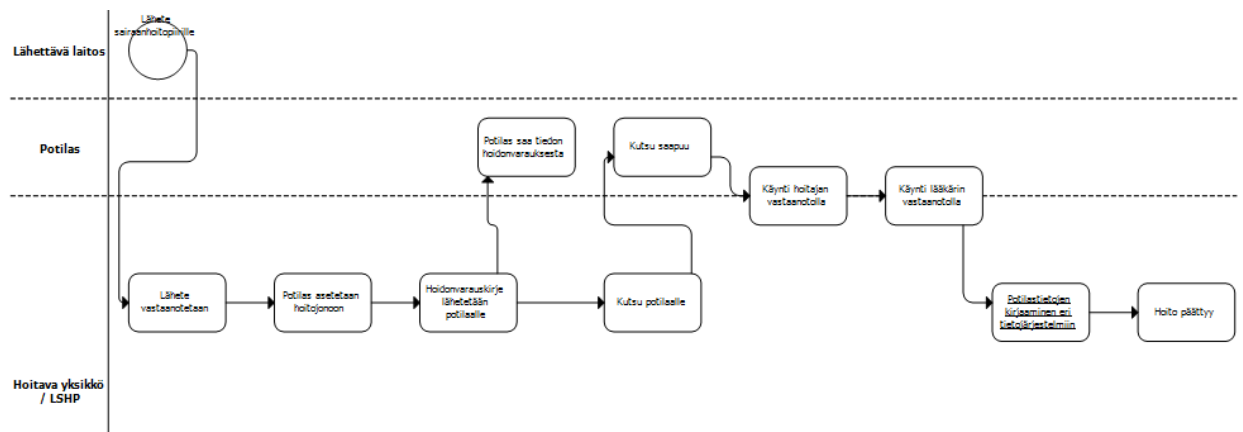 Lähete
sairaanhoitopiirille
Lähettävä laitos
Potilas
Potilas saa tiedon
hoidonvarauksesta
Kutsu saapuu
Käynti hoitajan
vastaanotolla
Käynti lääkärin
vastaanotolla
Lähete
vastaanotetaan
Potilas asetetaan
hoitojonoon
Hoidonvarauskirje
lähetetään
potilaalle
Kutsu potilaalle
Potilastietojen
kirjaaminen eri
tietojärjestelmiin
Hoito päättyy
Hoitava yksikkö
/ LSHP